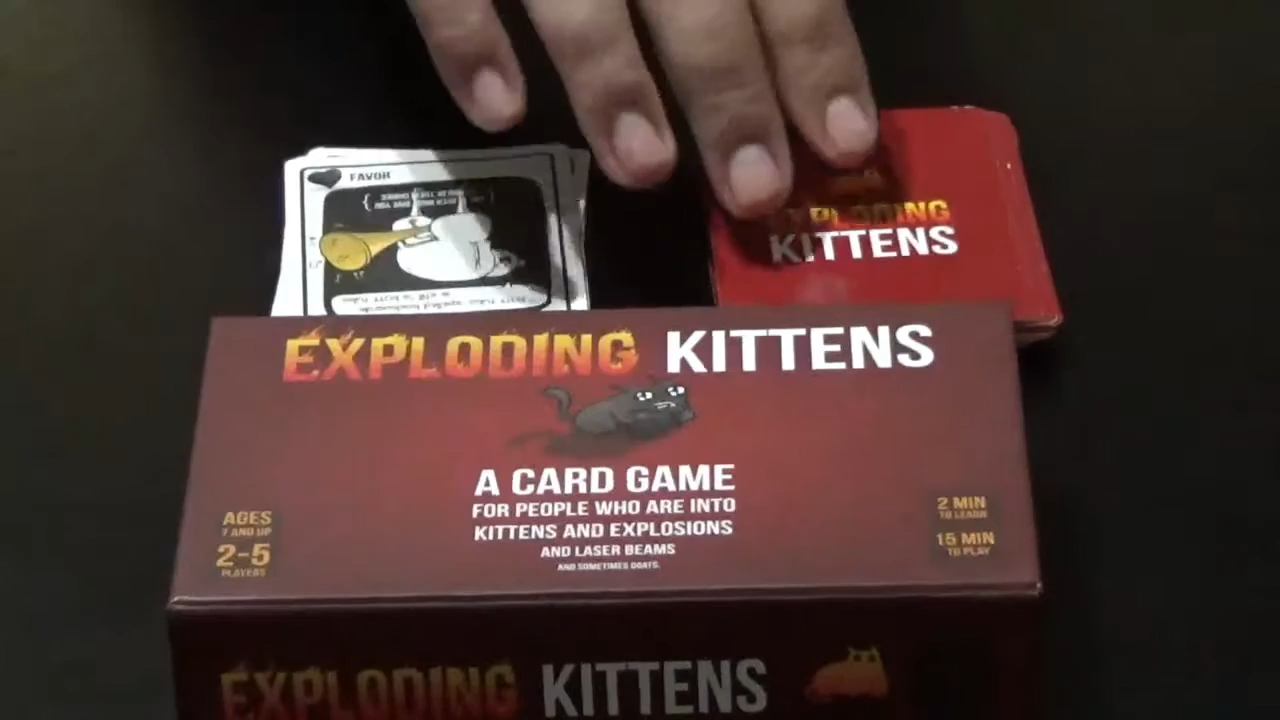 FAVOR
EXPLODING
KITTENS
EXPLODING KITTENS
A CARD GAME
FOR PEOPLE WHO ARE INTO
KITTENS AND EXPLOSIONS
AND LASER BEAMS
AND SOMETIMES GOATS.
AGES
7 AND UP
2-5
PLAYERS
2 MIN
TO LEARN
15 MIN
TO PLAY
EXPLODING KITTENS